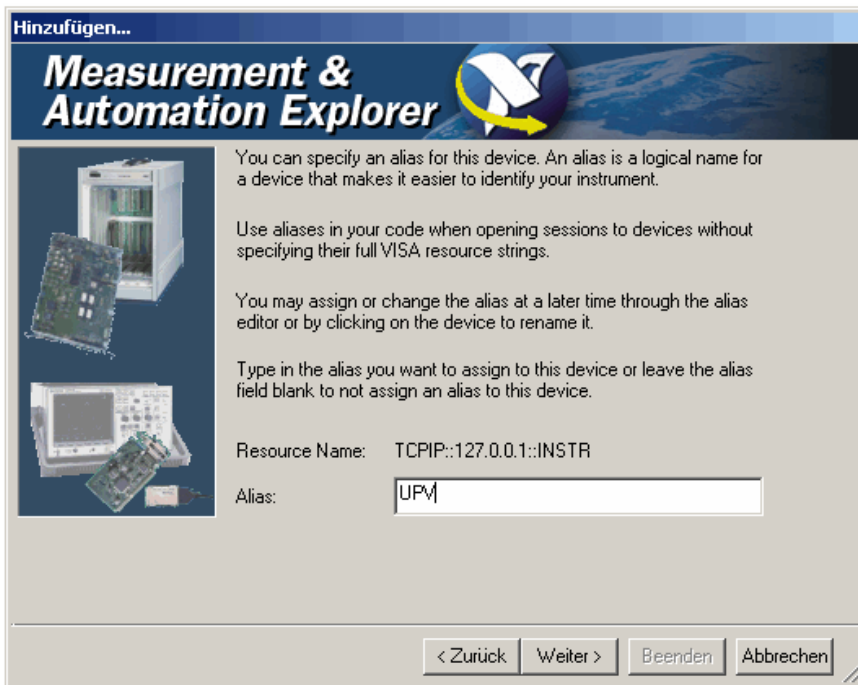 Hinzufügen...
Measurement &
Automation Explorer
You can specify an alias for this device. An alias is a logical name for
a device that makes it easier to identify your instrument.
Use aliases in your code when opening sessions to devices without
specifying their full VISA resource strings.
You may assign or change the alias at a later time through the alias
editor or by clicking on the device to rename it.
Type in the alias you want to assign to this device or leave the alias
field blank to not assign an alias to this device.
Resource Name: TCPIP::127.0.0.1::INSTR
Alias: UPV
< Zurück Weiter > Beenden Abbrechen